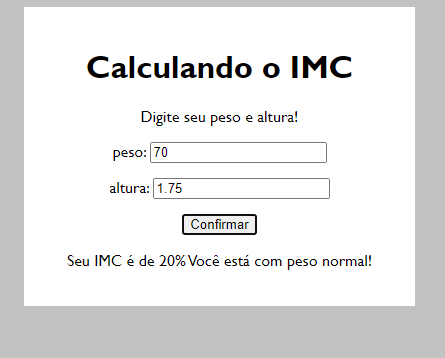 Calculando o IMC
Digite seu peso e altura!
peso: 70
altura: 1.75
Confirmar
Seu IMC é de 20% Você está com peso normal!